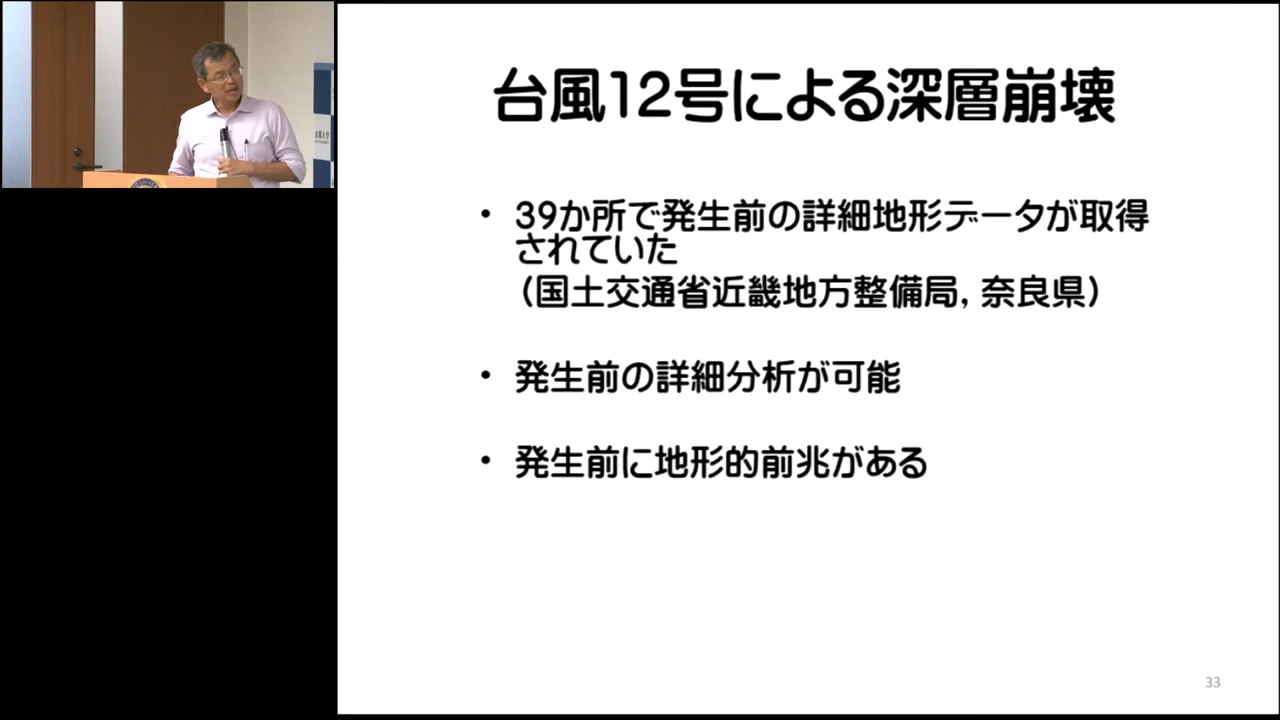 台風12号による深層崩壊
• 39か所で発生前の詳細地形データが取得
されていた
（国土交通省近畿地方整備局, 奈良県）
• 発生前の詳細分析が可能
• 発生前に地形的前兆がある
33